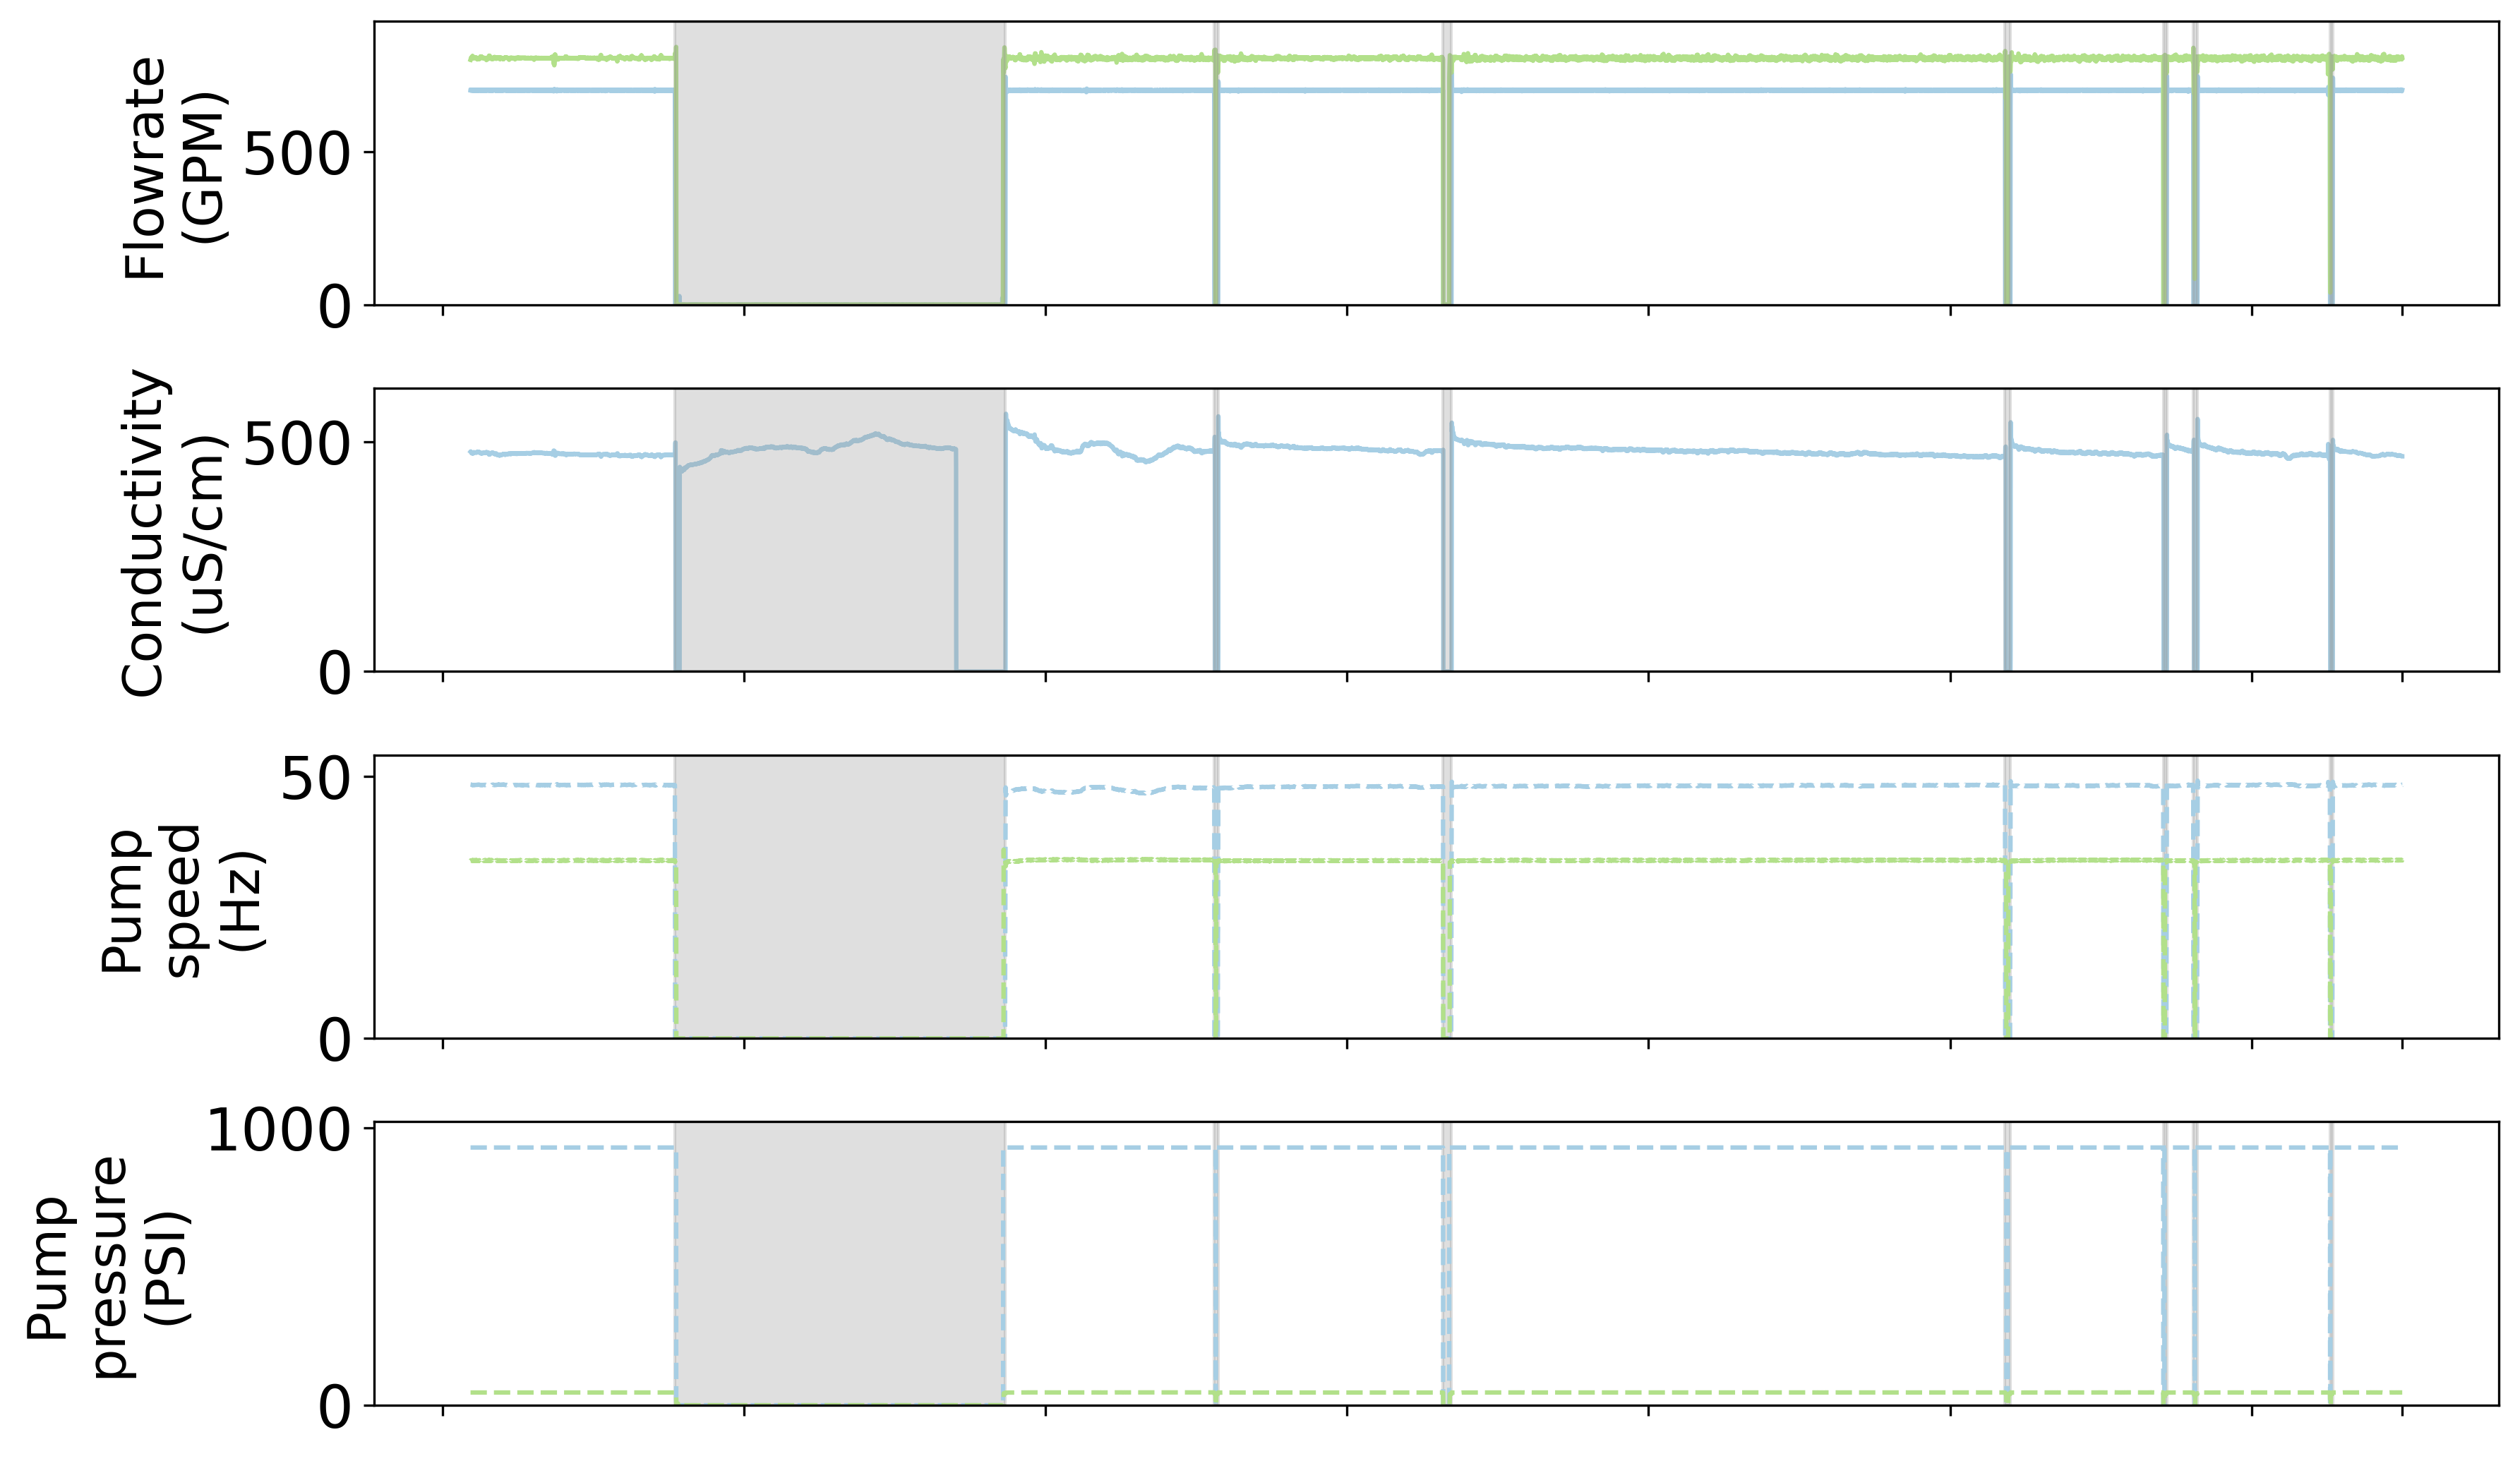 Flowrate
(GPM)
500
0
Conductivity
(uS/cm)
500
0
Pump
speed
(Hz)
50
0
Pump
pressure
(PSI)
1000
0